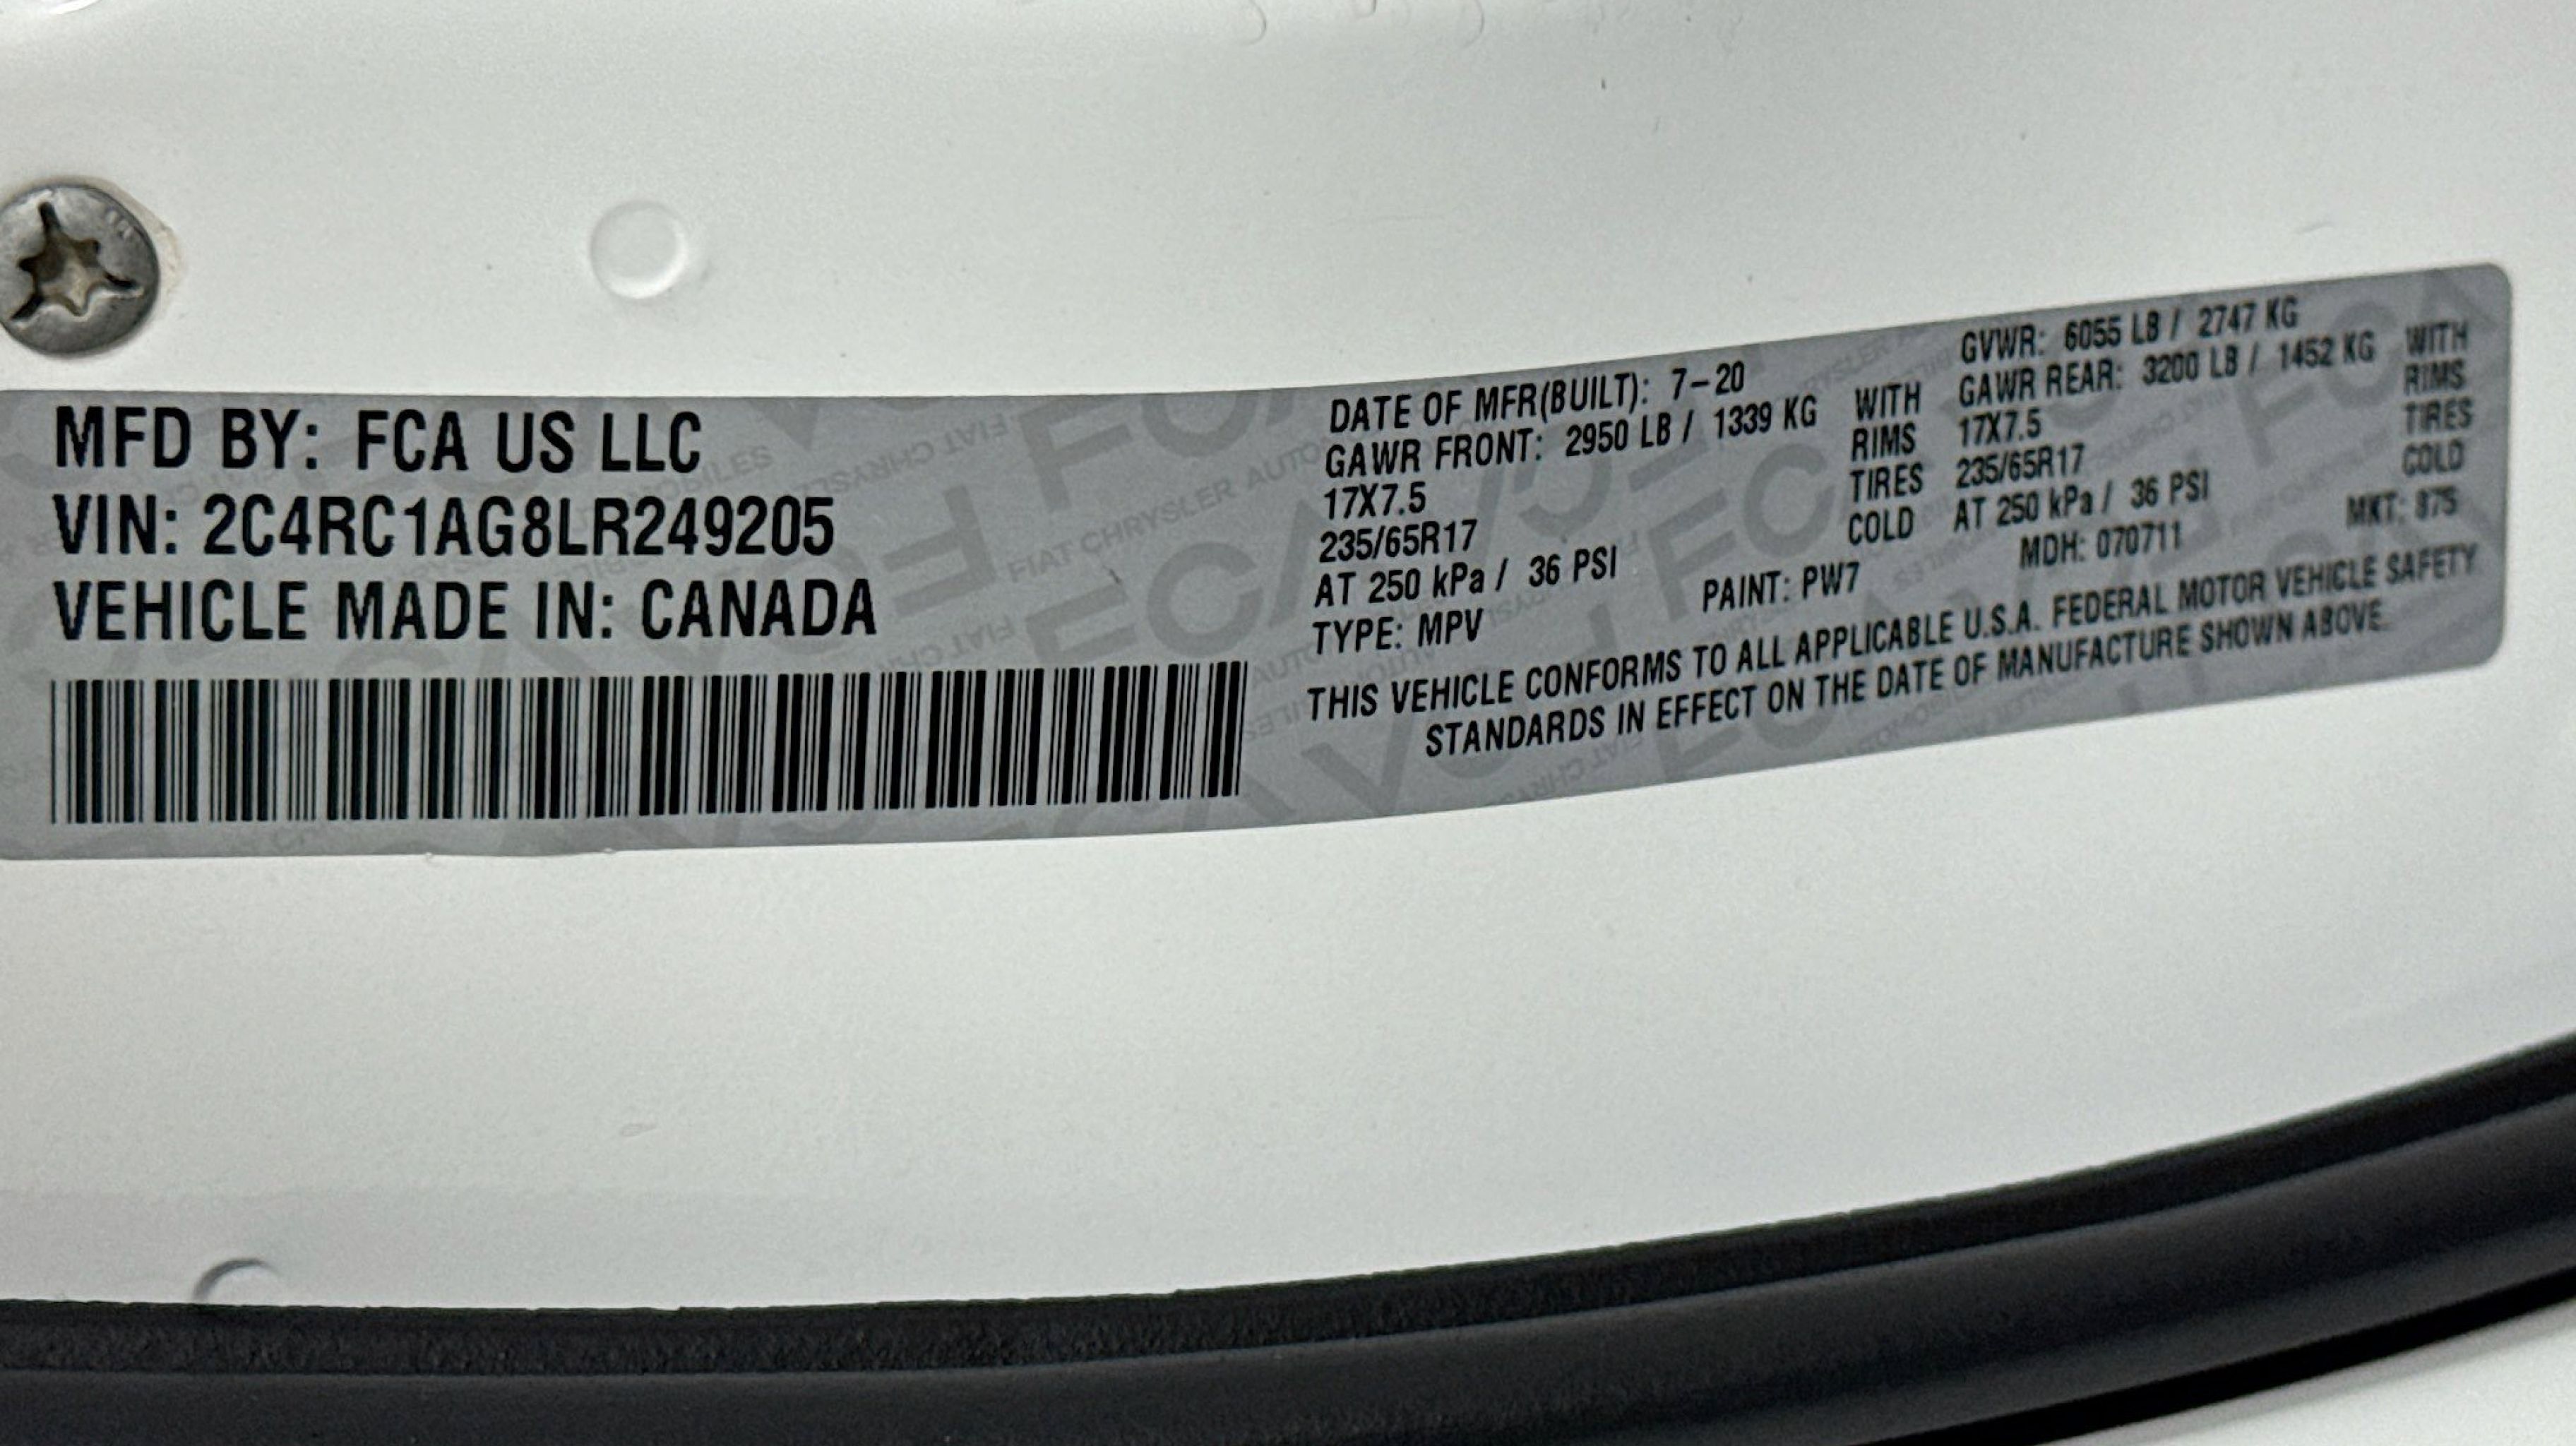 MFD BY: FCA US LLC
VIN: 2C4RC1AG8LR249205
VEHICLE MADE IN: CANADA
DATE OF MFR(BUILT): 7-20
GVWR: 6055 LB / 2747 KG
GAWR FRONT: 2950 LB / 1339 KG WITH
GAWR REAR: 3200 LB / 1452 KG WITH
17X7.5 RIMS
17X7.5 RIMS
235/65R17 TIRES
235/65R17 TIRES
AT 250 kPa / 36 PSI COLD
AT 250 kPa / 36 PSI COLD
TYPE: MPV PAINT: PW7 MDH: 070711 MKT: 875
THIS VEHICLE CONFORMS TO ALL APPLICABLE U.S.A. FEDERAL MOTOR VEHICLE SAFETY
STANDARDS IN EFFECT ON THE DATE OF MANUFACTURE SHOWN ABOVE.